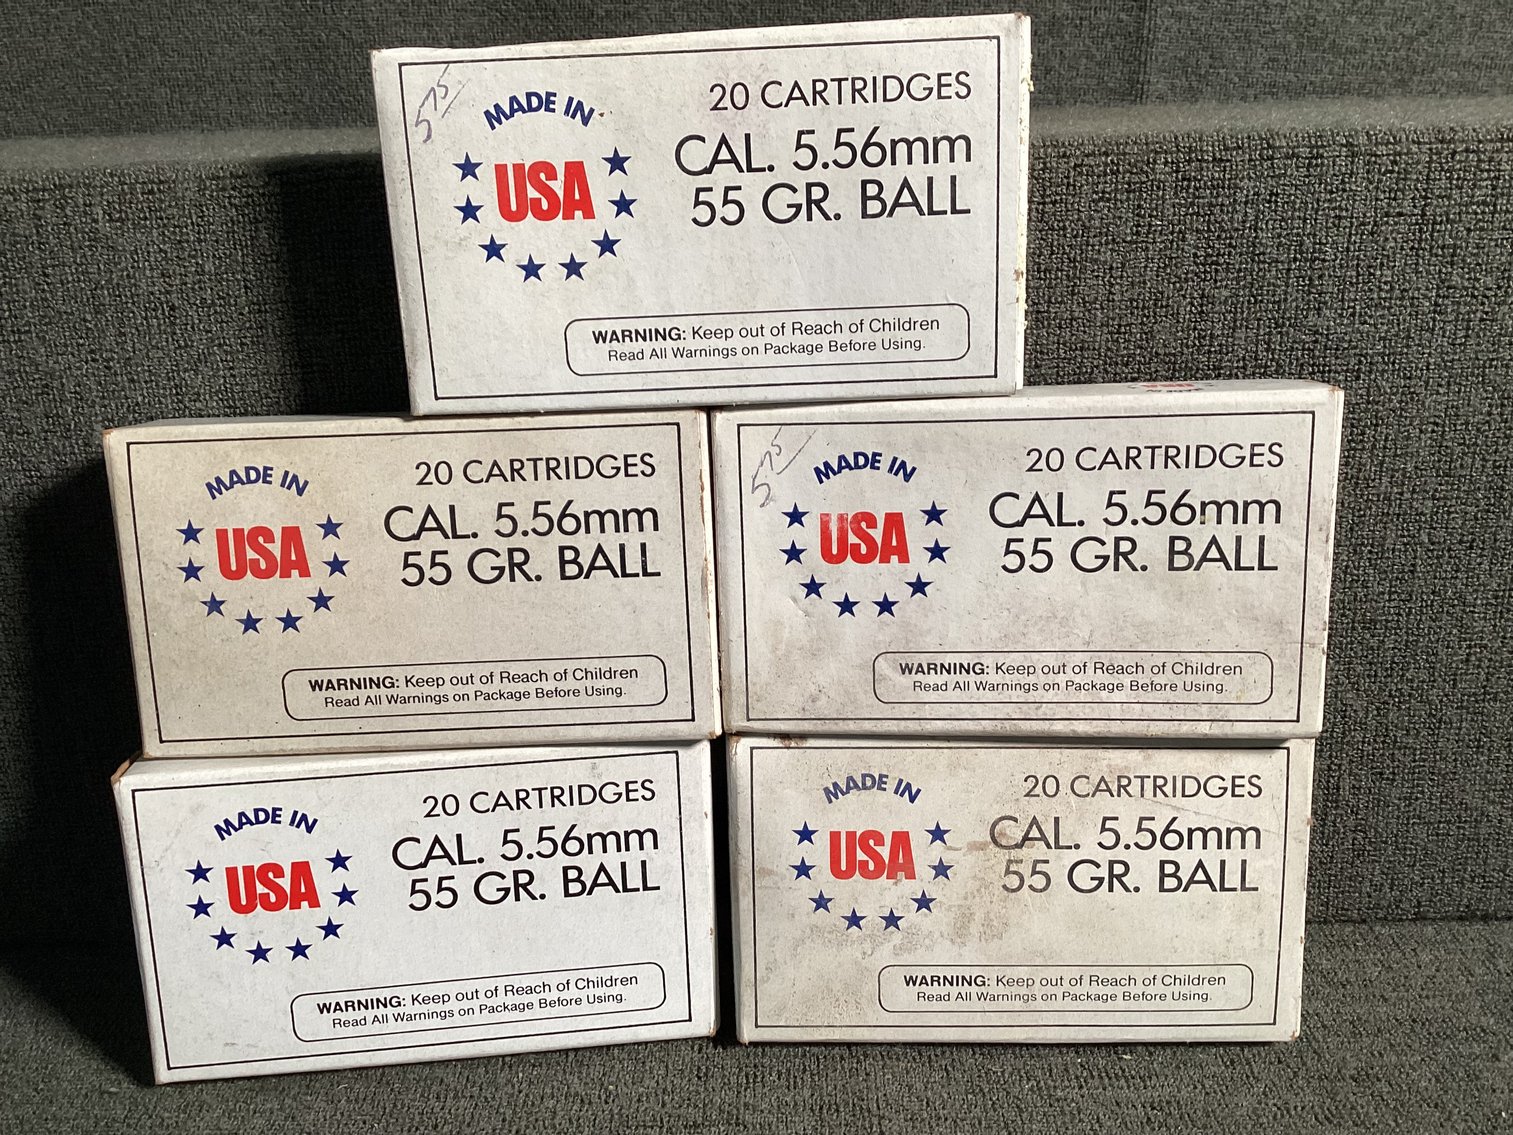 575
MADE IN
USA
20 CARTRIDGES
CAL. 5.56mm
55 GR. BALL
WARNING: Keep out of Reach of Children
Read All Warnings on Package Before Using.
MADE IN
USA
20 CARTRIDGES
CAL. 5.56mm
55 GR. BALL
WARNING: Keep out of Reach of Children
Read All Warnings on Package Before Using.
575
MADE IN
USA
20 CARTRIDGES
CAL. 5.56mm
55 GR. BALL
WARNING: Keep out of Reach of Children
Read All Warnings on Package Before Using.
MADE IN
USA
20 CARTRIDGES
CAL. 5.56mm
55 GR. BALL
WARNING: Keep out of Reach of Children
Read All Warnings on Package Before Using.
MADE IN
USA
20 CARTRIDGES
CAL. 5.56mm
55 GR. BALL
WARNING: Keep out of Reach of Children
Read All Warnings on Package Before Using.